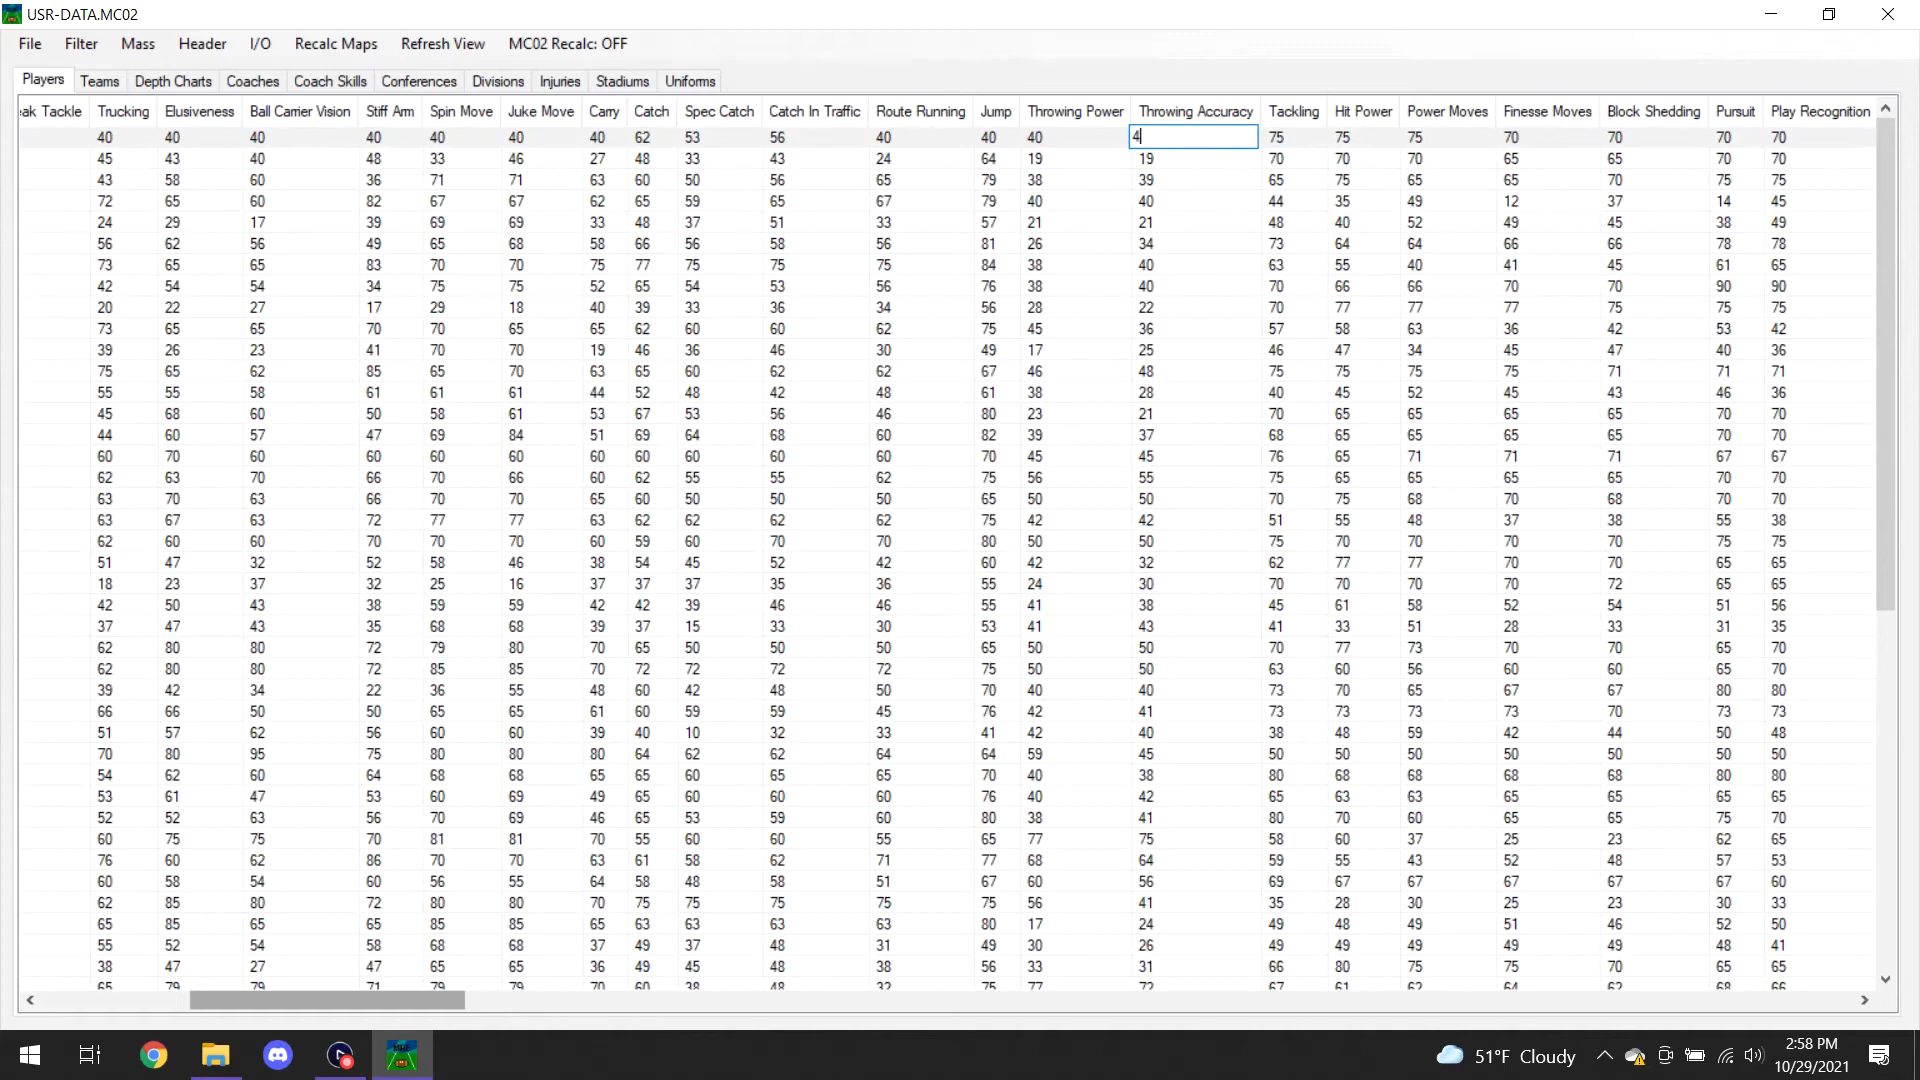 USR-DATA.MC02
File Filter Mass Header I/O Recalc Maps Refresh View MC02 Recalc: OFF
Players Teams Depth Charts Coaches Coach Skills Conferences Divisions Injuries Stadiums Uniforms
eak Tackle Trucking Elusiveness Ball Carrier Vision Stiff Arm Spin Move Juke Move Carry Catch Spec Catch Catch In Traffic Route Running Jump Throwing Power Throwing Accuracy Tackling Hit Power Power Moves Finesse Moves Block Shedding Pursuit Play Recognition
40 40 40 40 40 40 40 62 53 56 40 40 40 4 75 75 75 70 70 70 70
45 43 40 48 33 46 27 48 33 43 24 64 19 19 70 70 70 65 65 70 70
43 58 60 36 71 71 63 60 50 56 65 79 38 39 65 75 65 65 70 75 75
72 65 60 82 67 67 62 65 59 65 67 79 40 40 44 35 49 12 37 14 45
24 29 17 39 69 69 33 48 37 51 33 57 21 21 48 40 52 49 45 38 49
56 62 56 49 65 68 58 66 56 58 56 81 26 34 73 64 64 66 66 78 78
73 65 65 83 70 70 75 77 75 75 75 84 38 40 63 55 40 41 45 61 65
42 54 54 34 75 75 52 65 54 53 56 76 38 40 70 66 66 70 70 90 90
20 22 27 17 29 18 40 39 33 36 34 56 28 22 70 77 77 77 75 75 75
73 65 65 70 70 65 65 62 60 60 62 75 45 36 57 58 63 36 42 53 42
39 26 23 41 70 70 19 46 36 46 30 49 17 25 46 47 34 45 47 40 36
75 65 62 85 65 70 63 65 60 62 62 67 46 48 75 75 75 75 71 71 71
55 55 58 61 61 61 44 52 48 42 48 61 38 28 40 45 52 45 43 46 36
45 68 60 50 58 61 53 67 53 56 46 80 23 21 70 65 65 65 65 70 70
44 60 57 47 69 84 51 69 64 68 60 82 39 37 68 65 65 65 65 70 70
60 70 60 60 60 60 60 60 60 60 60 70 45 45 76 65 71 71 71 67 67
62 63 70 66 70 66 60 62 55 55 62 75 56 55 75 65 65 65 65 70 70
63 70 63 66 70 70 65 60 50 50 50 65 50 50 70 75 68 70 68 70 70
63 67 63 72 77 77 63 62 62 62 62 75 42 42 51 55 48 37 38 55 38
62 60 60 70 70 70 60 59 60 70 70 80 50 50 75 70 70 70 70 75 75
51 47 32 52 58 46 38 54 45 52 42 60 42 32 62 77 77 70 70 65 65
18 23 37 32 25 16 37 37 37 35 36 55 24 30 70 70 70 70 72 65 65
42 50 43 38 59 59 42 42 39 46 46 55 41 38 45 61 58 52 54 51 56
37 47 43 35 68 68 39 37 15 33 30 53 41 43 41 33 51 28 33 31 35
62 80 80 72 79 80 70 65 50 50 50 65 50 50 70 77 73 70 70 65 70
62 80 80 72 85 85 70 72 72 72 72 75 50 50 63 60 56 60 60 65 70
39 42 34 22 36 55 48 60 42 48 50 70 40 40 73 70 65 67 67 80 80
66 66 50 50 65 65 61 60 59 59 45 76 42 41 73 73 73 73 70 73 73
51 57 62 56 60 60 39 40 10 32 33 41 42 40 38 48 59 42 44 50 48
70 80 95 75 80 80 80 64 62 62 64 64 59 45 50 50 50 50 50 50 50
54 62 60 64 68 68 65 65 60 65 65 70 40 38 80 68 68 68 68 80 80
53 61 47 53 60 69 49 65 60 60 60 76 40 42 65 63 63 65 65 65 65
52 52 63 56 70 69 46 65 53 59 60 80 38 41 80 70 60 65 65 75 70
60 75 75 70 81 81 70 55 60 60 55 65 77 75 58 60 37 25 23 62 65
76 60 62 86 70 70 63 61 58 62 71 77 68 64 59 55 43 52 48 57 53
60 58 54 60 56 55 64 58 48 58 51 67 60 56 69 67 67 67 67 67 60
62 85 80 72 80 80 70 75 75 75 75 75 56 41 35 28 30 25 23 30 33
65 85 65 65 85 85 65 63 63 63 63 80 17 24 49 48 49 51 46 52 50
55 52 54 58 68 68 37 49 37 48 31 49 30 26 49 49 49 49 49 48 41
38 47 27 47 65 65 36 49 45 48 38 56 33 31 66 80 75 75 70 65 65
65 79 79 71 79 79 70 60 38 48 32 75 77 72 67 61 62 64 62 68 66
51°F Cloudy
2:58 PM
10/29/2021